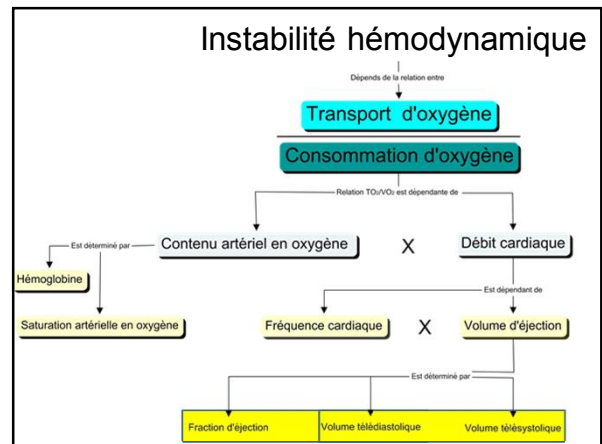 Instabilité hémodynamique
Dépends de la relation entre
Transport d'oxygène
Consommation d'oxygène
Relation TO₂/VO₂ est dépendante de
Contenu artériel en oxygène X Débit cardiaque
Est déterminé par
Hémoglobine
Saturation artérielle en oxygène
Est dépendant de
Fréquence cardiaque X Volume d'éjection
Est déterminé par
Fraction d'éjection Volume télédiastolique Volume télésystolique